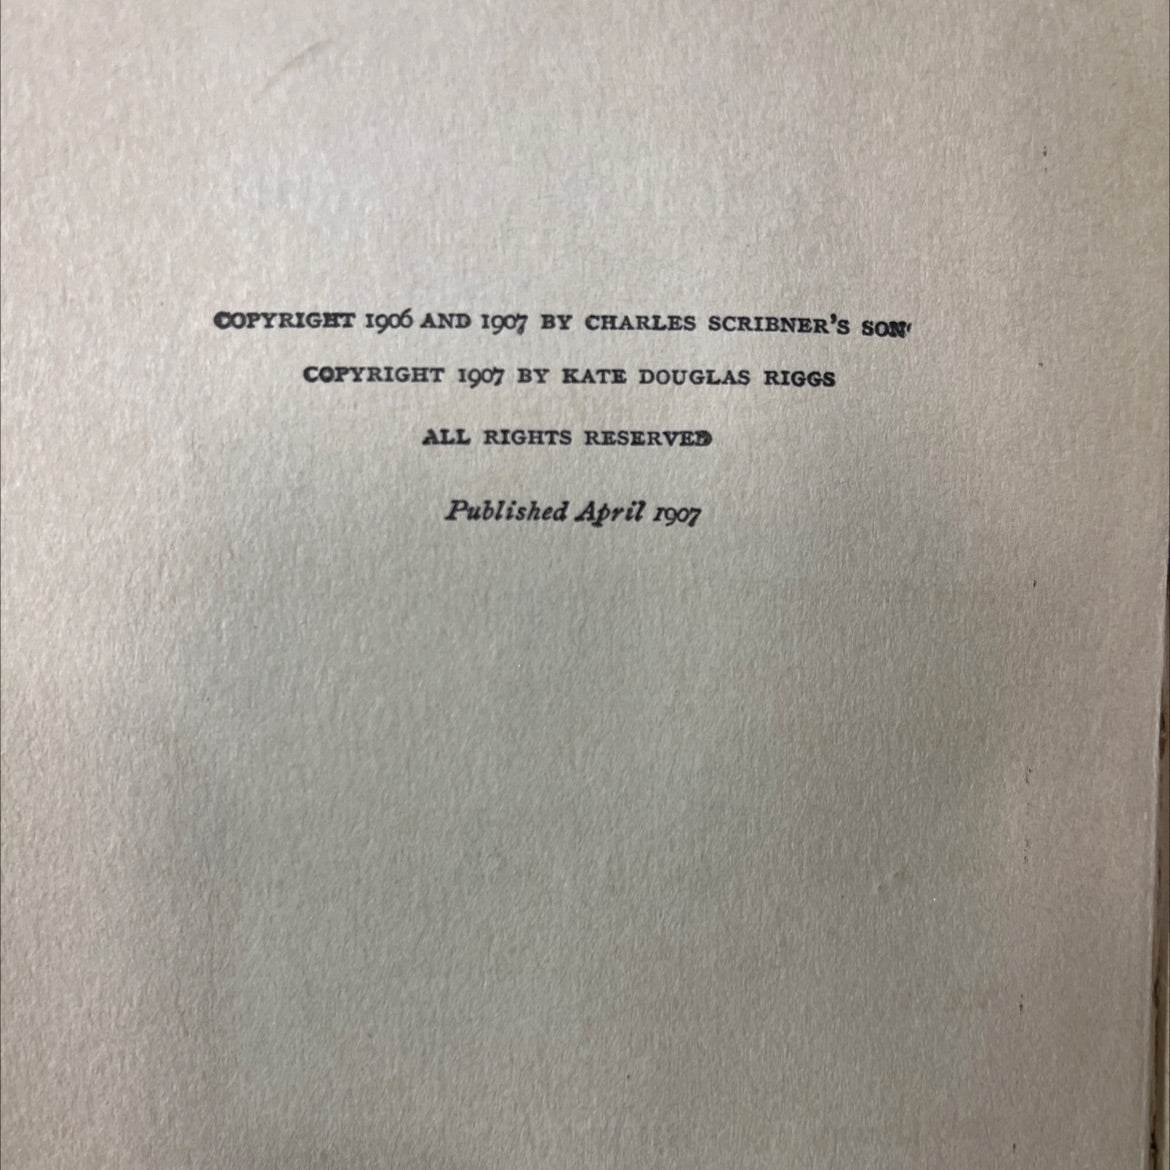 COPYRIGHT 1906 AND 1907 BY CHARLES SCRIBNER'S SON
COPYRIGHT 1907 BY KATE DOUGLAS RIGGS
ALL RIGHTS RESERVED
Published April 1907